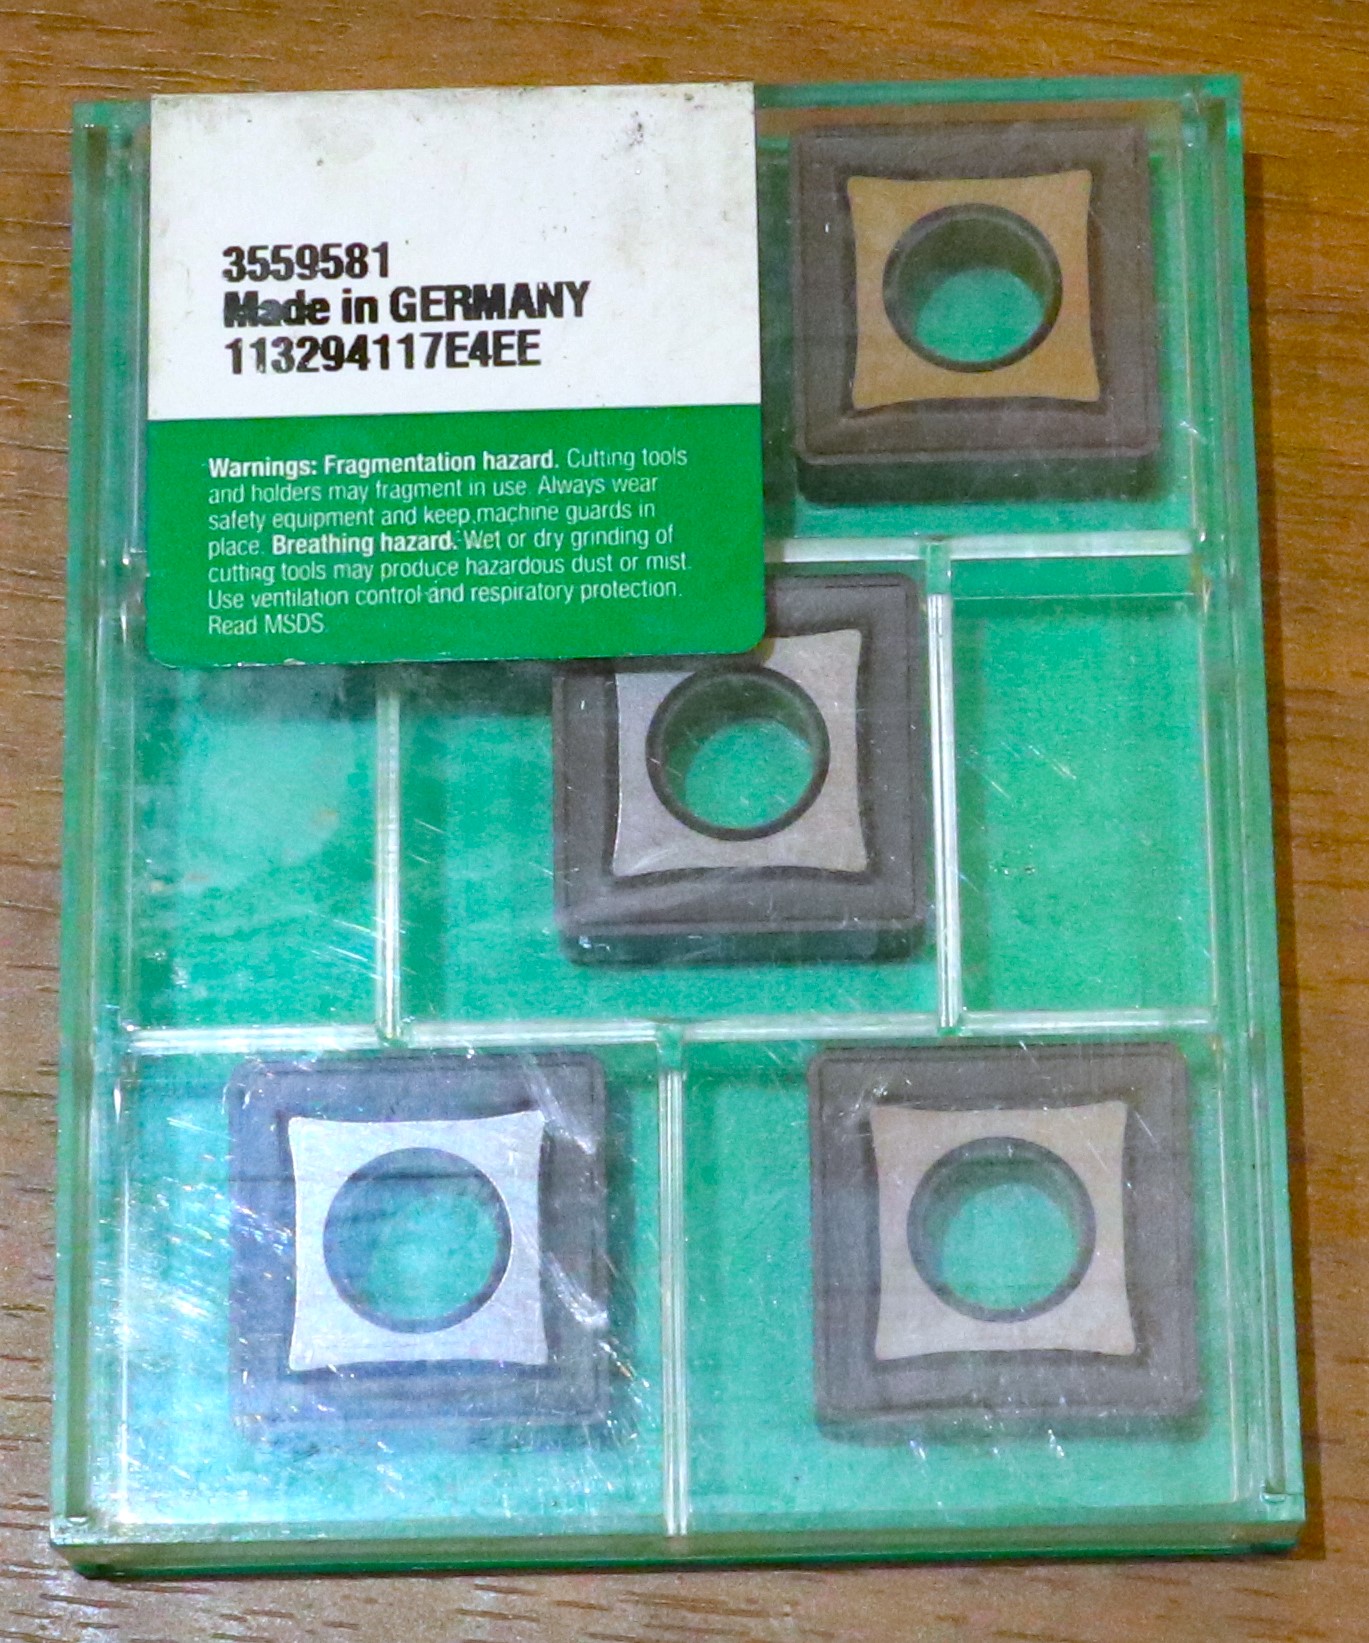 3559581
Made in GERMANY
113294117E4EE
Warnings: Fragmentation hazard. Cutting tools
and holders may fragment in use. Always wear
safety equipment and keep machine guards in
place. Breathing hazard. Wet or dry grinding of
cutting tools may produce hazardous dust or mist.
Use ventilation control and respiratory protection.
Read MSDS.